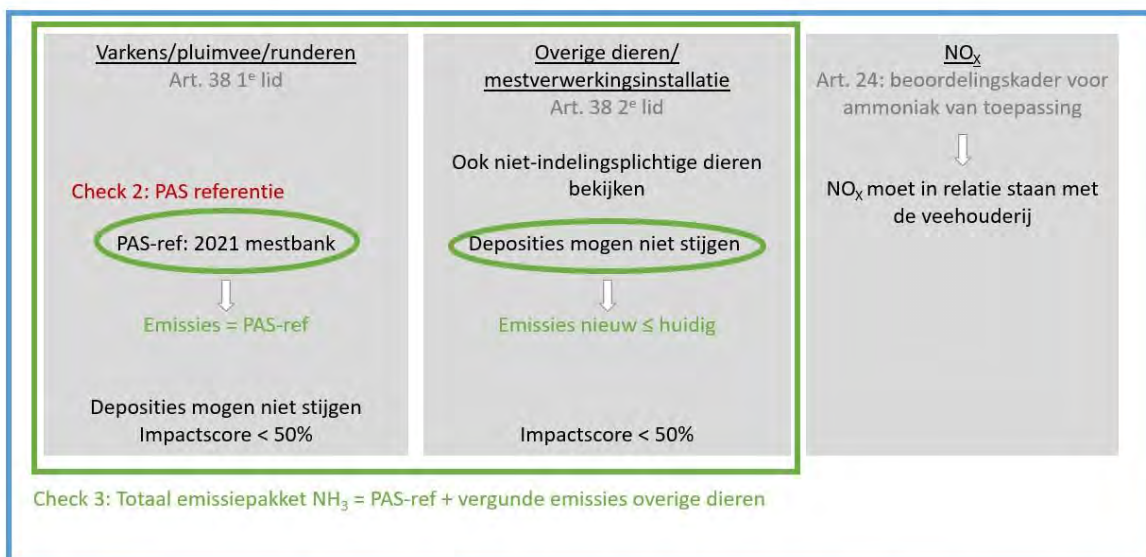 Varkens/pluimvee/runderen
Art. 38 1e lid
Check 2: PAS referentie
PAS-ref: 2021 mestbank
Emissies = PAS-ref
Deposities mogen niet stijgen
Impactscore < 50%
Overige dieren/
mestverwerkingsinstallatie
Art. 38 2e lid
Ook niet-indelingsplichtige dieren
bekijken
Deposities mogen niet stijgen
Emissies nieuw ≤ huidig
Impactscore < 50%
NOX
Art. 24: beoordelingskader voor
ammoniak van toepassing
NOX moet in relatie staan met
de veehouderij
Check 3: Totaal emissiepakket NH3 = PAS-ref + vergunde emissies overige dieren